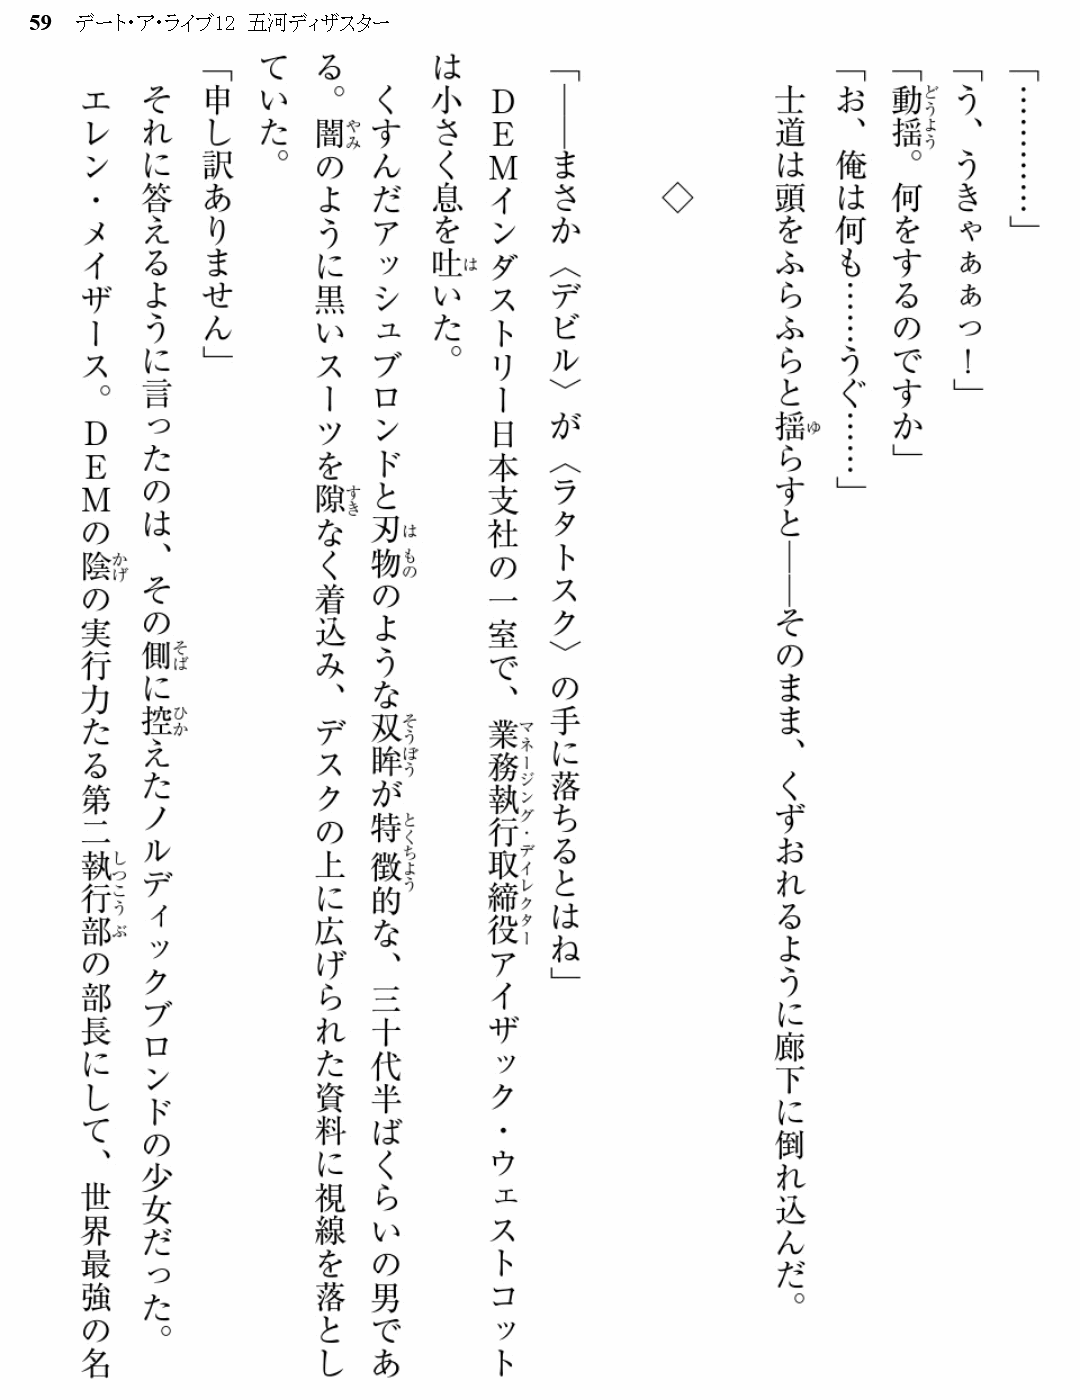 59 デート・ア・ライブ12 五河ディザスター
「…………」
「う、うきゃぁぁっ！」
「動揺。何をするのですか」
「お、俺は何も……うぐ……」
士道は頭をふらふらと揺らすと――そのまま、くずおれるように廊下に倒れ込んだ。
◇
「――まさか〈デビル〉が〈ラタトスク〉の手に落ちるとはね」
DEMインダストリー日本支社の一室で、業務執行取締役アイザック・ウェストコット
は小さく息を吐いた。
くすんだアッシュブロンドと刃物のような双眸が特徴的な、三十代半ばくらいの男であ
る。闇のように黒いスーツを隙なく着込み、デスクの上に広げられた資料に視線を落とし
ていた。
「申し訳ありません」
それに答えるように言ったのは、その側に控えたノルディックブロンドの少女だった。
エレン・メイザース。DEMの陰の実行力たる第二執行部の部長にして、世界最強の名